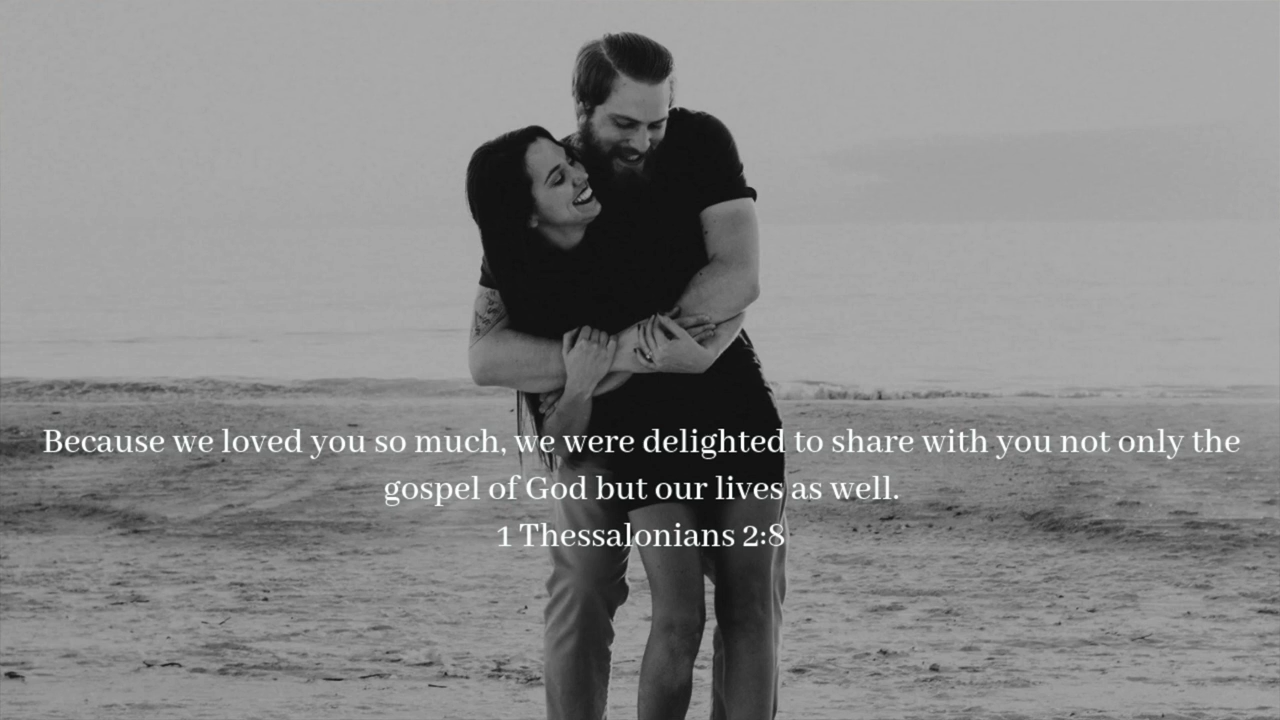 Because we loved you so much, we were delighted to share with you not only the
gospel of God but our lives as well.
1 Thessalonians 2:8